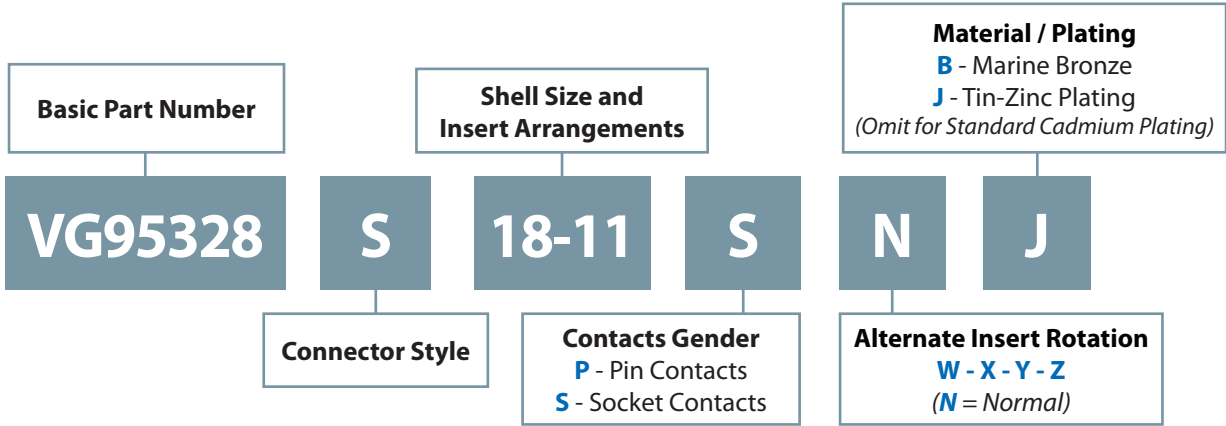 Material / Plating
B - Marine Bronze
J - Tin-Zinc Plating
(Omit for Standard Cadmium Plating)
Basic Part Number
Shell Size and
Insert Arrangements
VG95328 S 18-11 S N J
Connector Style
Contacts Gender
P - Pin Contacts
S - Socket Contacts
Alternate Insert Rotation
W - X - Y - Z
(N = Normal)